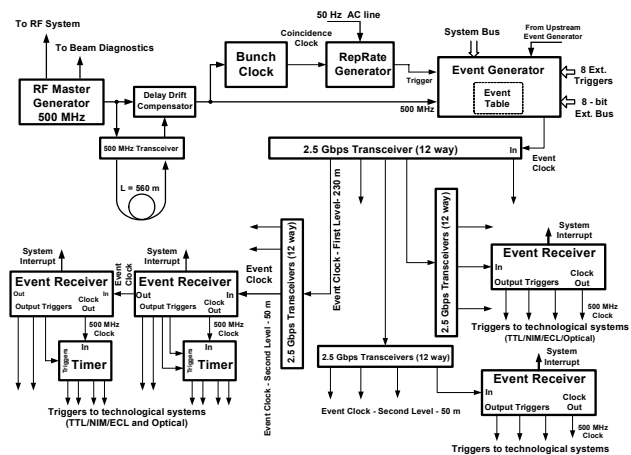 To RF System
To Beam Diagnostics
50 Hz AC line
Coincidence
Clock
System Bus
From Upstream
Event Generator
RF Master
Generator
500 MHz
Delay Drift
Compensator
Bunch
Clock
RepRate
Generator
Trigger
500 MHz
Event Generator
Event
Table
8 Ext.
Triggers
8 - bit
Ext. Bus
500 MHz Transceiver
L = 560 m
2.5 Gbps Transceiver (12 way)
In
Event
Clock
Event Clock - First Level- 230 m
2.5 Gbps Transceivers (12 way)
System
Interrupt
Event Receiver
In
Output Triggers
Clock
Out
500 MHz
Clock
Triggers to technological systems
(TTL/NIM/ECL/Optical)
System
Interrupt
Event Receiver
Out
In
Output Triggers
Event
Clock
System
Interrupt
Event Receiver
Out
In
Output Triggers
Clock
Out
Event
Clock
2.5 Gbps Transceivers (12 way)
500 MHz
Clock
In
Triggers
Timer
500 MHz
Clock
In
Triggers
Timer
Triggers to technological systems
(TTL/NIM/ECL and Optical)
Event Clock - Second Level - 50 m
2.5 Gbps Transceivers (12 way)
Event Clock - Second Level - 50 m
System
Interrupt
Event Receiver
In
Output Triggers
Clock
Out
500 MHz
Clock
Triggers to technological systems